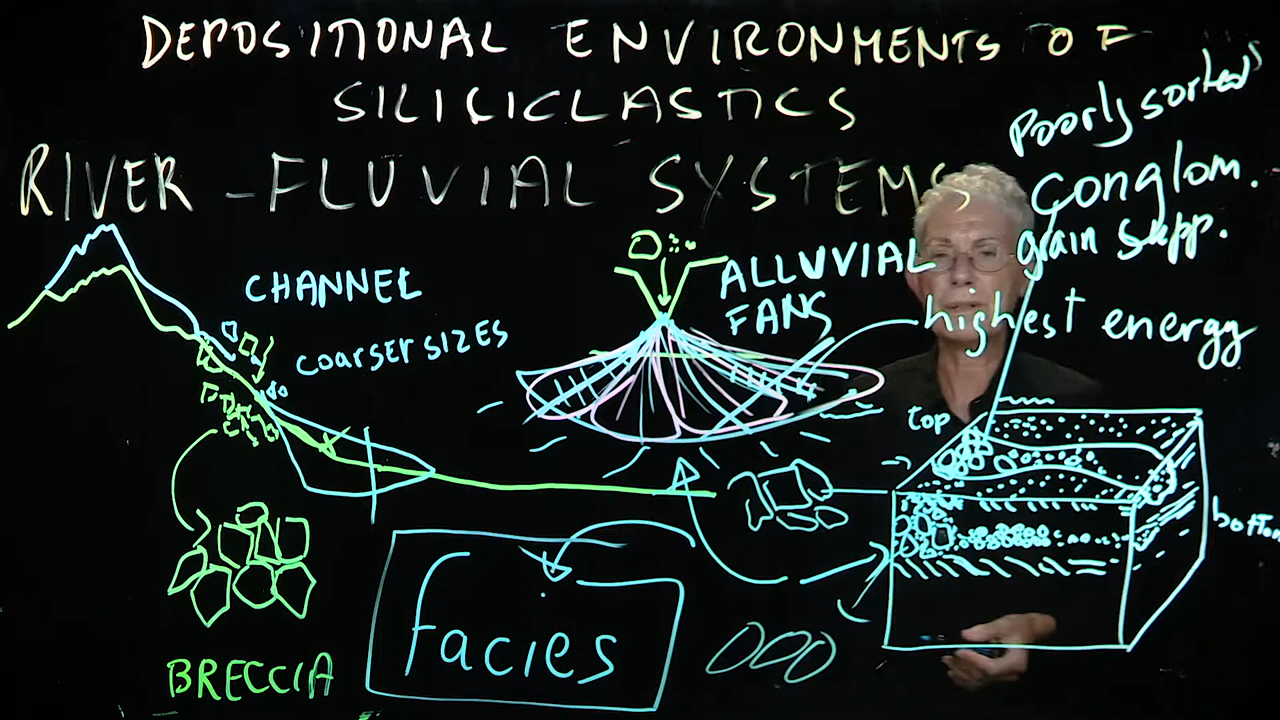 DEPOSITIONAL ENVIRONMENTS OF
SILICICLASTICS
RIVER - FLUVIAL SYSTEMS
Poorly sorted
Conglom.
grain supp.
highest energy
ALLUVIAL
FANS
CHANNEL
COARSER SIZES
top
bottom
facies
BRECCIA